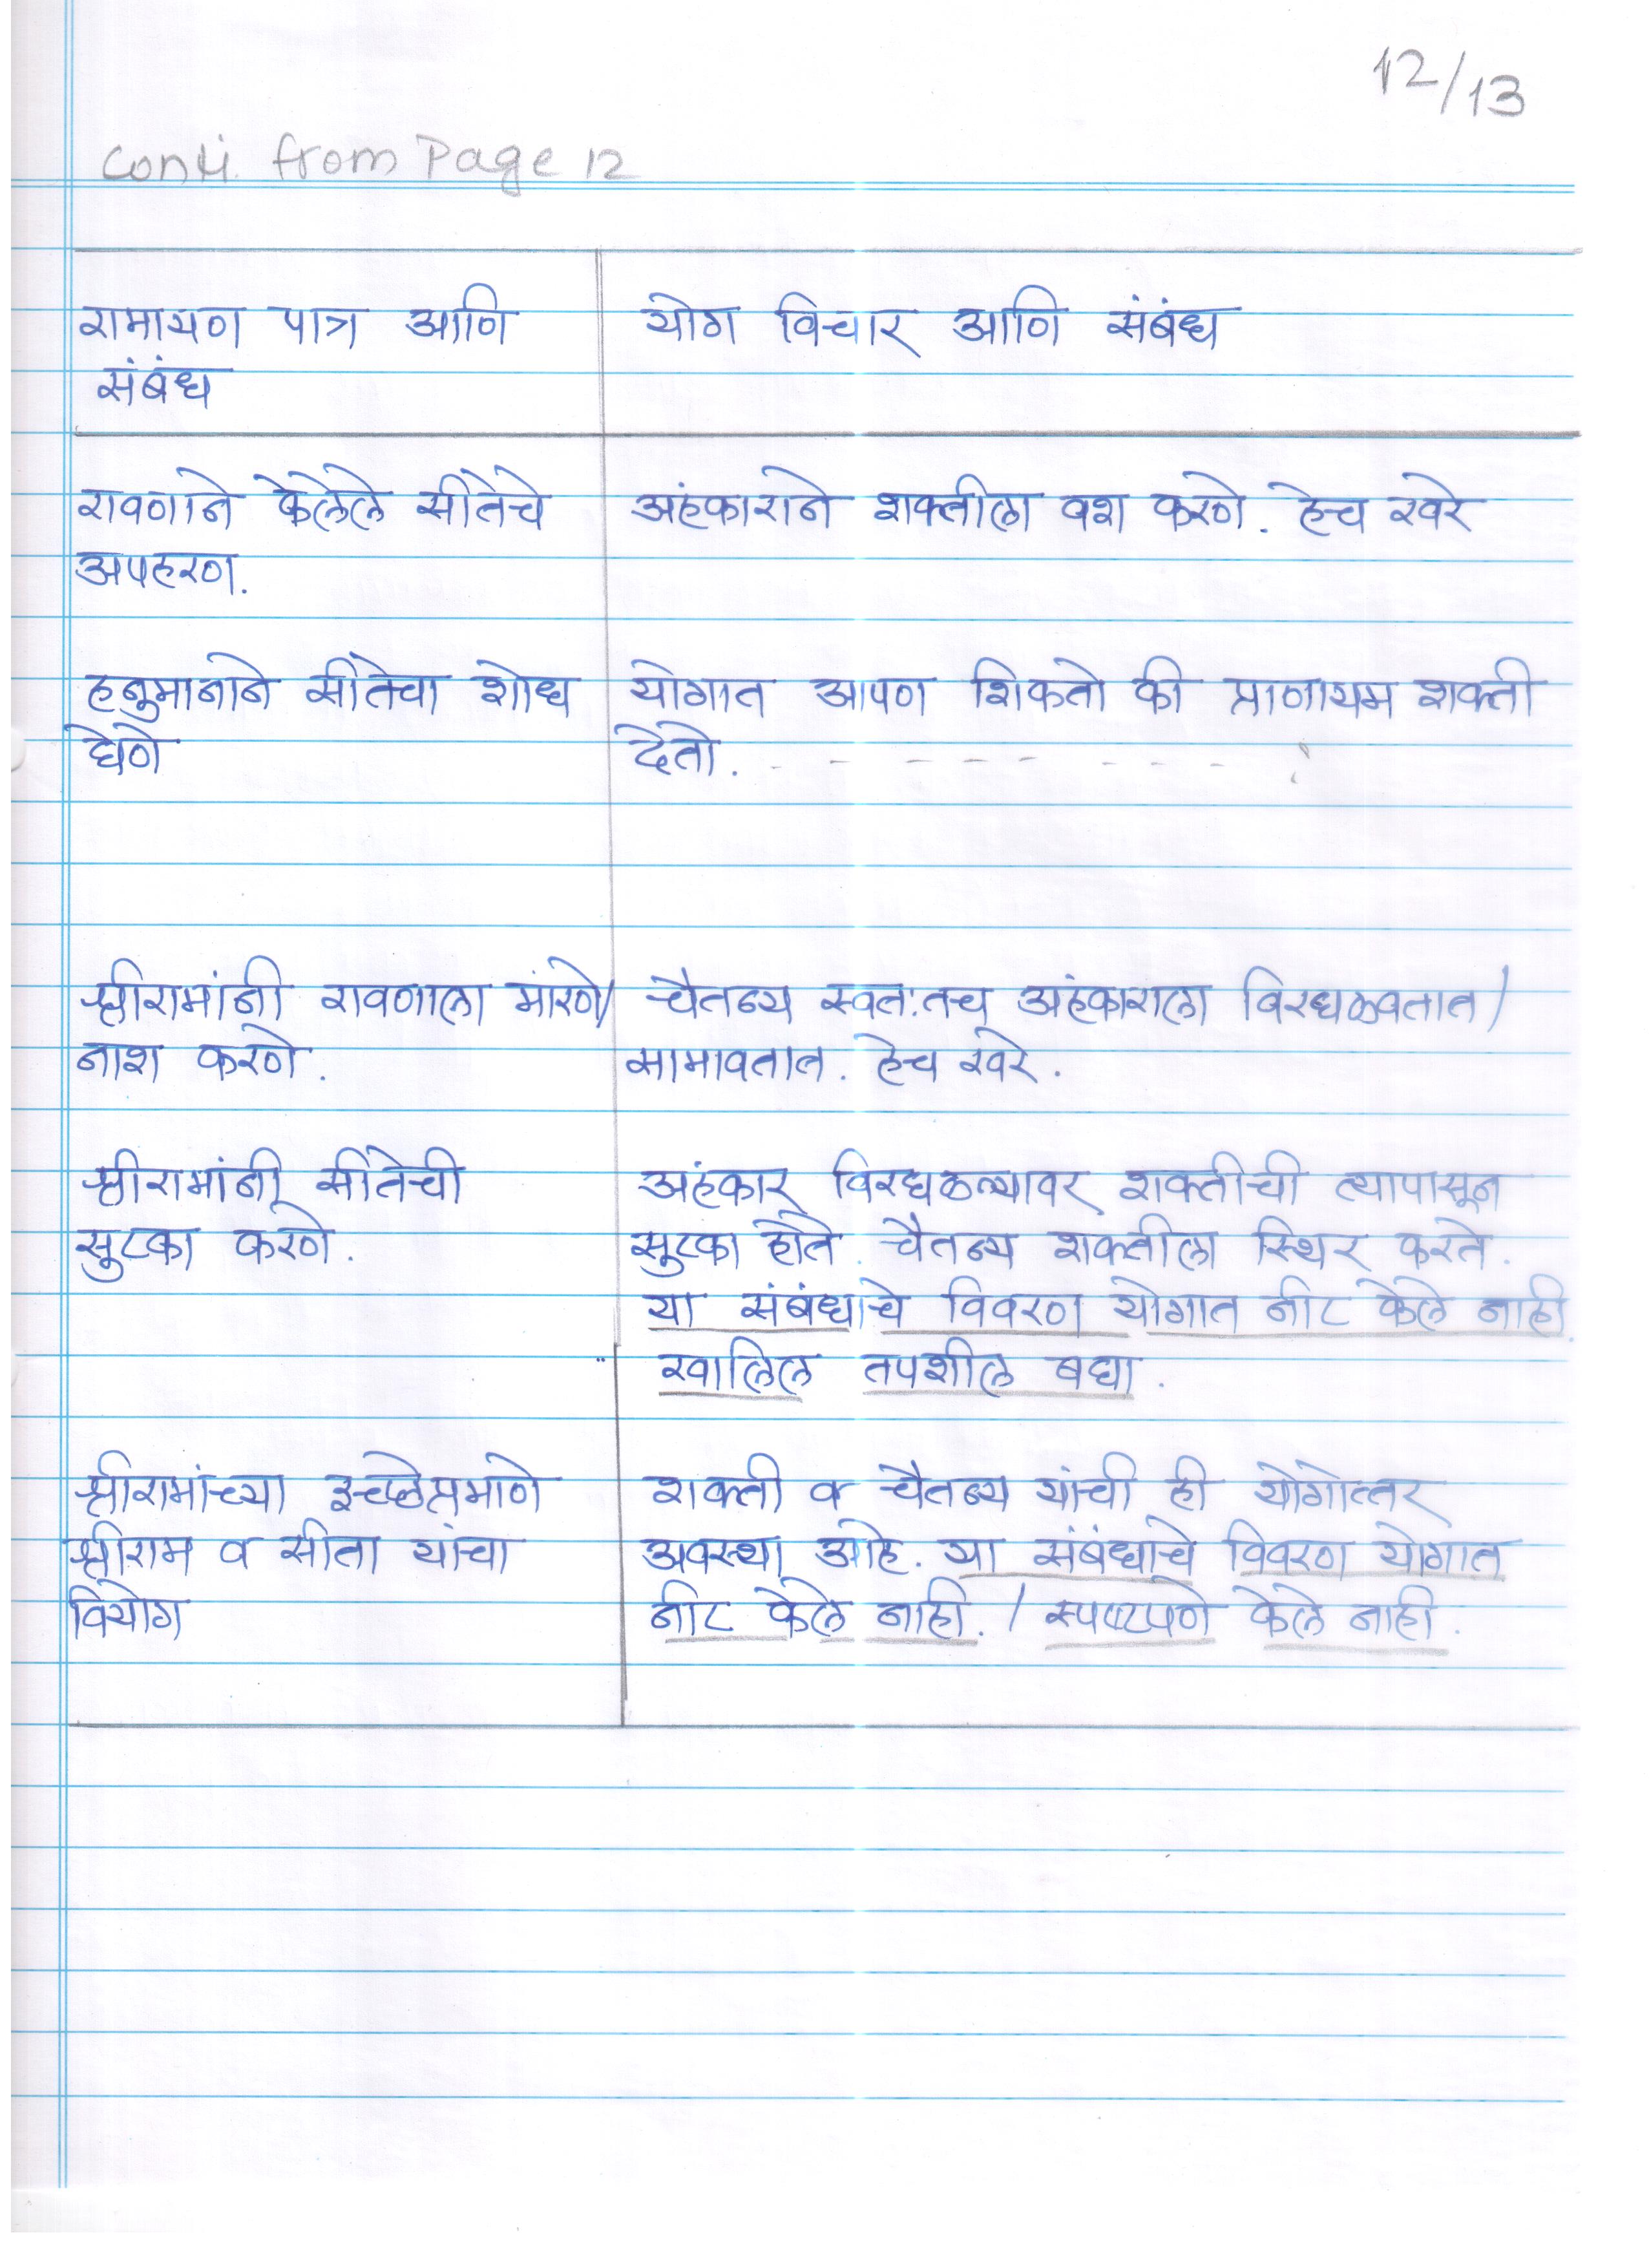 12/13
conti. from Page 12
रामायण पात्र आणि
संबंध
योग विचार आणि संबंध
रावणाने केलेले सीतेचे
अपहरण.
अहंकाराने शक्तीला वश करणे. हेच खरे
हनुमानाने सीतेचा शोध
घेणे
योगात आपण शिकतो की प्राणायम शक्ती
देतो. - - - - - - - - ;
श्रीरामांनी रावणाला मारणे/
नाश करणे.
चैतन्य स्वतःतच अहंकाराला विरघळवतात/
सामावतात. हेच खरे.
श्रीरामांनी सीतेची
सुटका करणे.
अहंकार विरघळल्यावर शक्तीची त्यापासून
सुटका होते. चैतन्य शक्तीला स्थिर करते.
या संबंधाचे विवरण योगात नीट केले नाही.
खालिल तपशील बघा.
श्रीरामांच्या इच्छेप्रमाणे
श्रीराम व सीता यांचा
वियोग
शक्ती व चैतन्य यांची ही योगोत्तर
अवस्था आहे. या संबंधाचे विवरण योगात
नीट केले नाही. / स्पष्टपणे केले नाही.